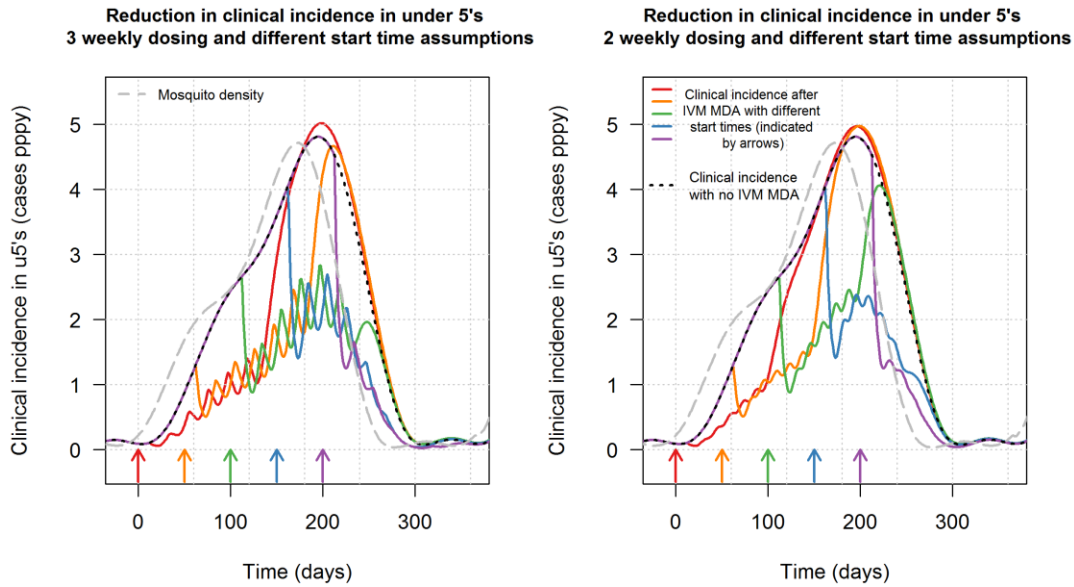 Reduction in clinical incidence in under 5's
3 weekly dosing and different start time assumptions
Mosquito density
Clinical incidence in u5's (cases pppy)
5
4
3
2
1
0
0 100 200 300
Time (days)
Reduction in clinical incidence in under 5's
2 weekly dosing and different start time assumptions
Clinical incidence after
IVM MDA with different
start times (indicated
by arrows)
Clinical incidence
with no IVM MDA
Clinical incidence in u5's (cases pppy)
5
4
3
2
1
0
0 100 200 300
Time (days)